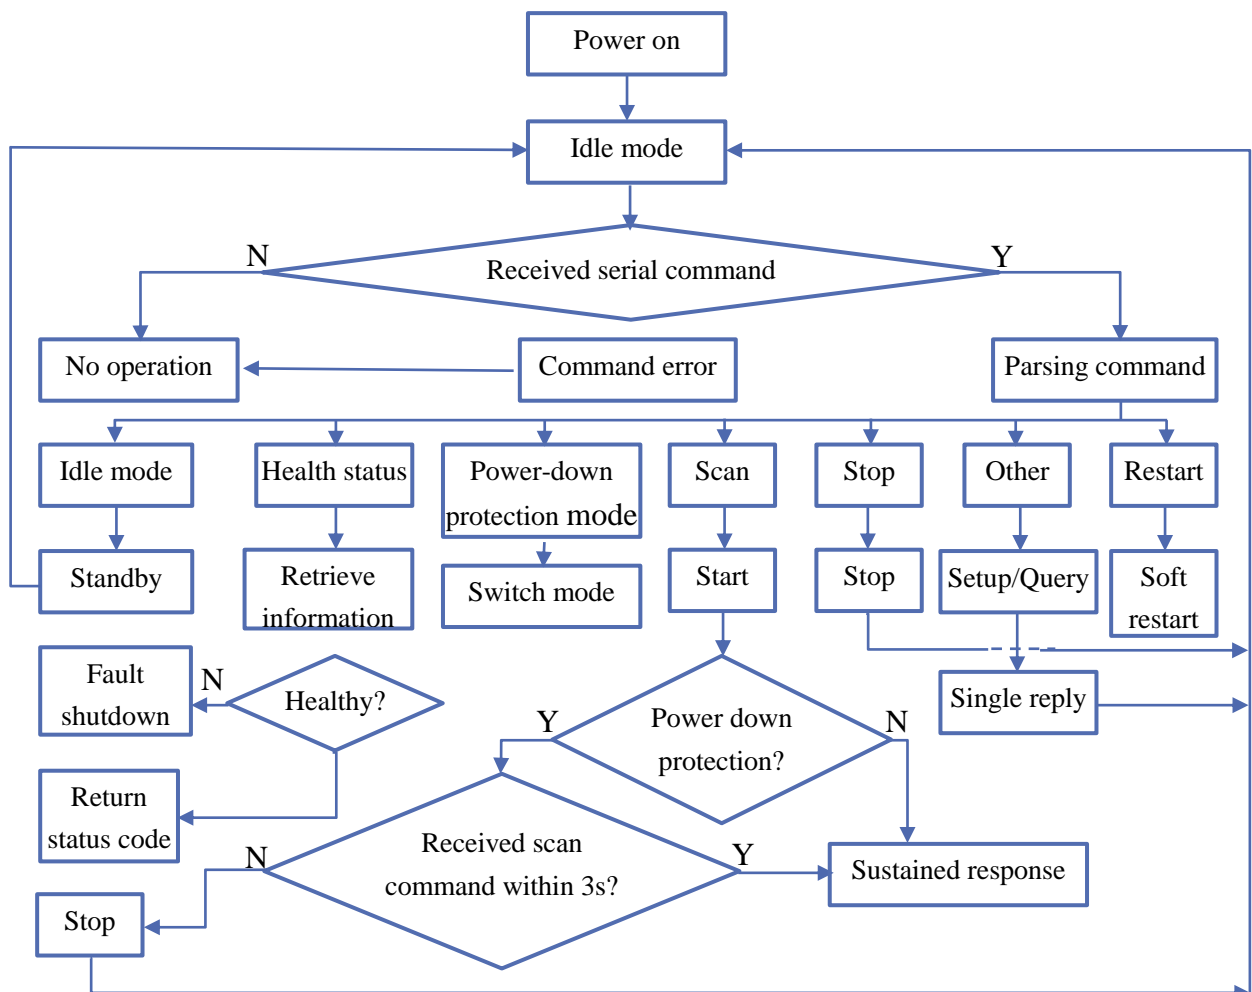 Power on
Idle mode
N
Received serial command
Y
No operation
Command error
Parsing command
Idle mode
Health status
Power-down
protection mode
Scan
Stop
Other
Restart
Standby
Retrieve
information
Switch mode
Start
Stop
Setup/Query
Soft
restart
Fault
shutdown
N
Healthy?
Y
Power down
protection?
N
Single reply
Return
status code
N
Received scan
command within 3s?
Y
Sustained response
Stop